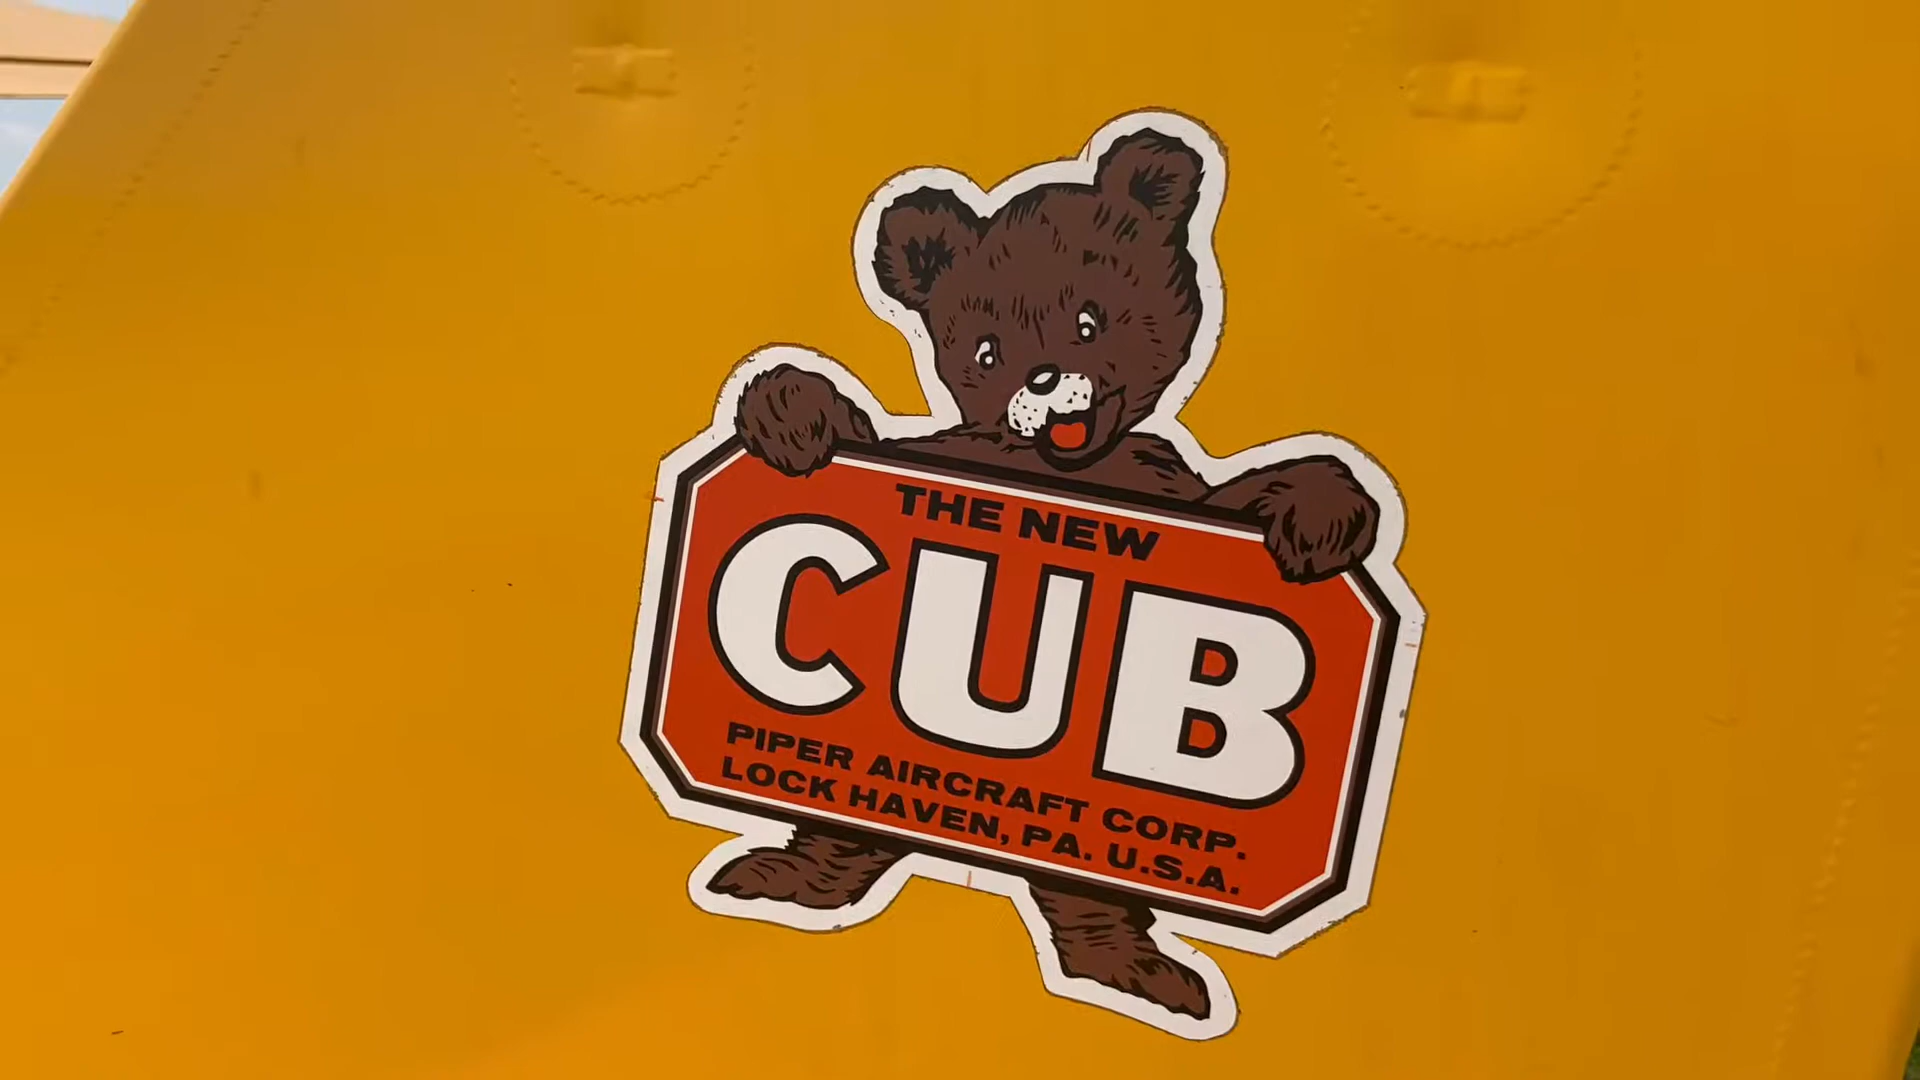 THE NEW
CUB
PIPER AIRCRAFT CORP.
LOCK HAVEN, PA. U.S.A.